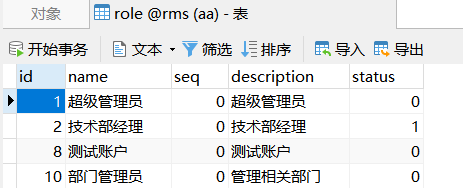 对象 role @rms (aa) - 表
开始事务 文本 筛选 排序 导入 导出
id name seq description status
1 超级管理员 0 超级管理员 0
2 技术部经理 0 技术部经理 1
8 测试账户 0 测试账户 0
10 部门管理员 0 管理相关部门 0